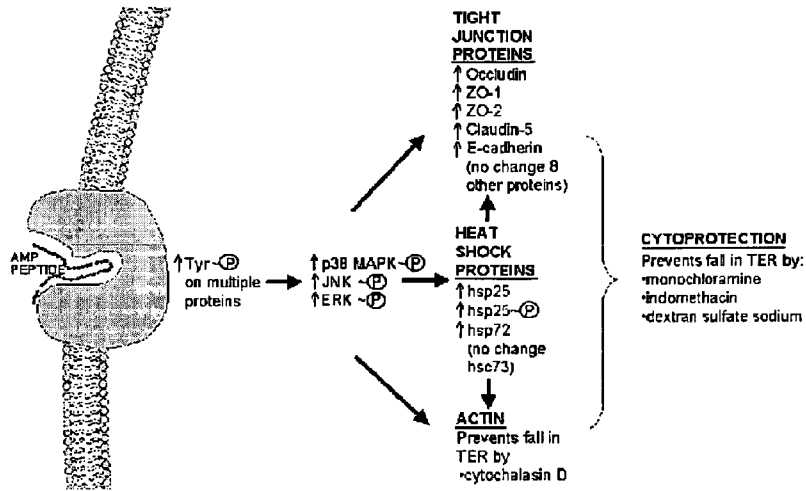 AMP
PEPTIDE
↑Tyr~Ⓟ
on multiple
proteins
↑p38 MAPK~Ⓟ
↑JNK ~Ⓟ
↑ERK ~Ⓟ
TIGHT
JUNCTION
PROTEINS
↑Occludin
↑ZO-1
↑ZO-2
↑Claudin-5
↑E-cadherin
(no change 8
other proteins)
HEAT
SHOCK
PROTEINS
↑hsp25
↑hsp25~Ⓟ
↑hsp72
(no change
hsc73)
ACTIN
Prevents fall in
TER by
•cytochalasin D
CYTOPROTECTION
Prevents fall in TER by:
•monochloramine
•indomethacin
•dextran sulfate sodium